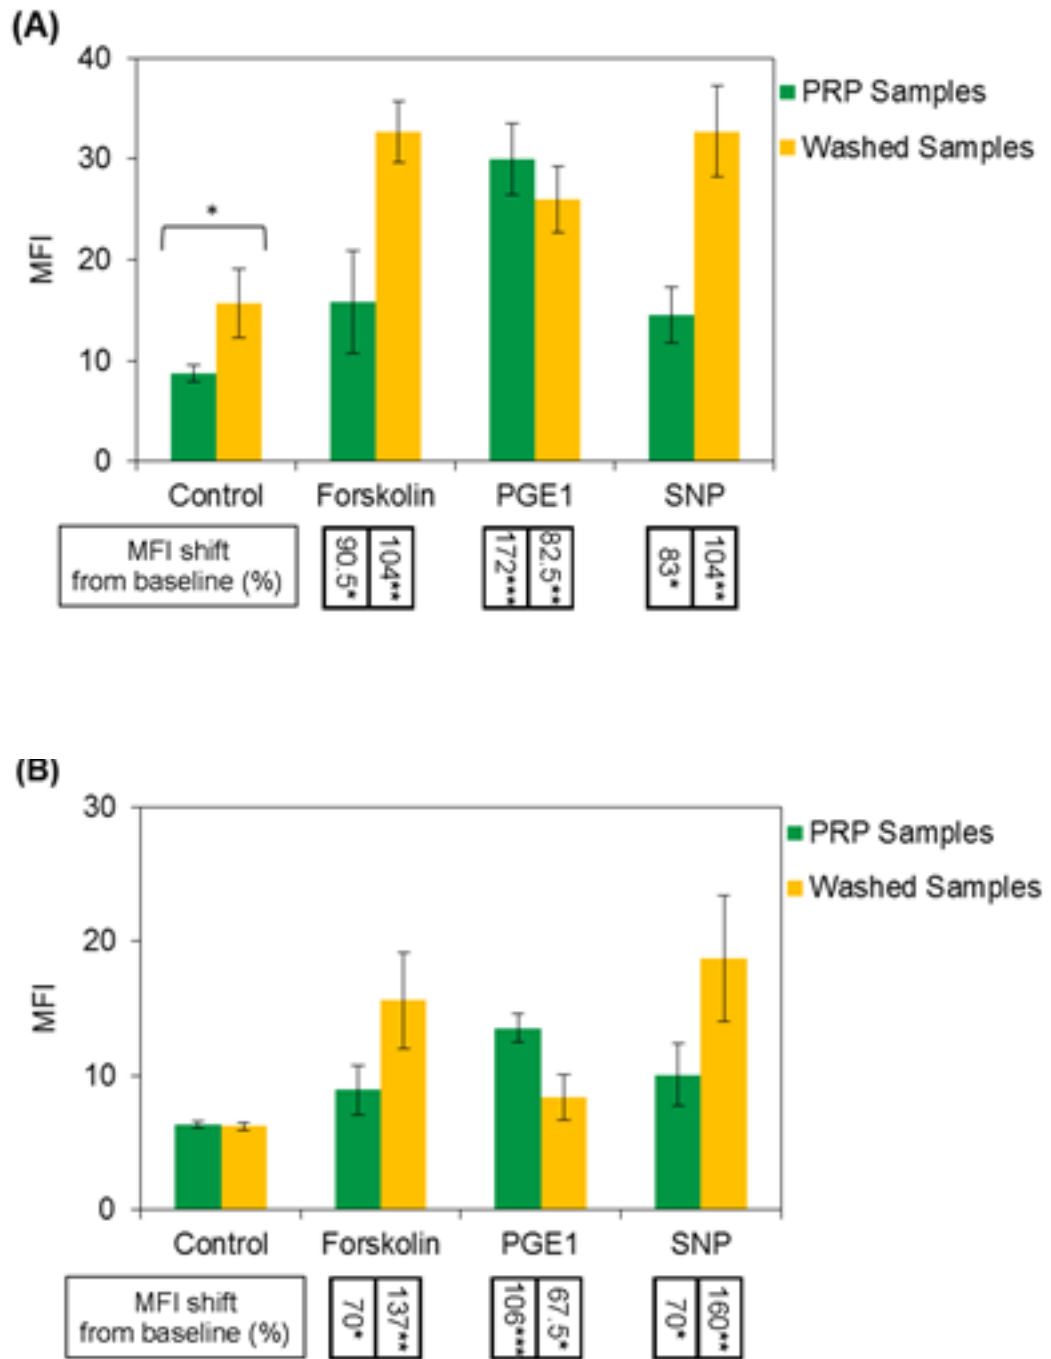 (A)
40
30
20
10
0
MFI
*
PRP Samples
Washed Samples
Control Forskolin PGE1 SNP
MFI shift
from baseline (%)
90.5* 104** 172*** 82.5** 83* 104**
(B)
30
20
10
0
MFI
PRP Samples
Washed Samples
Control Forskolin PGE1 SNP
MFI shift
from baseline (%)
70* 137** 106*** 67.5* 70* 160**